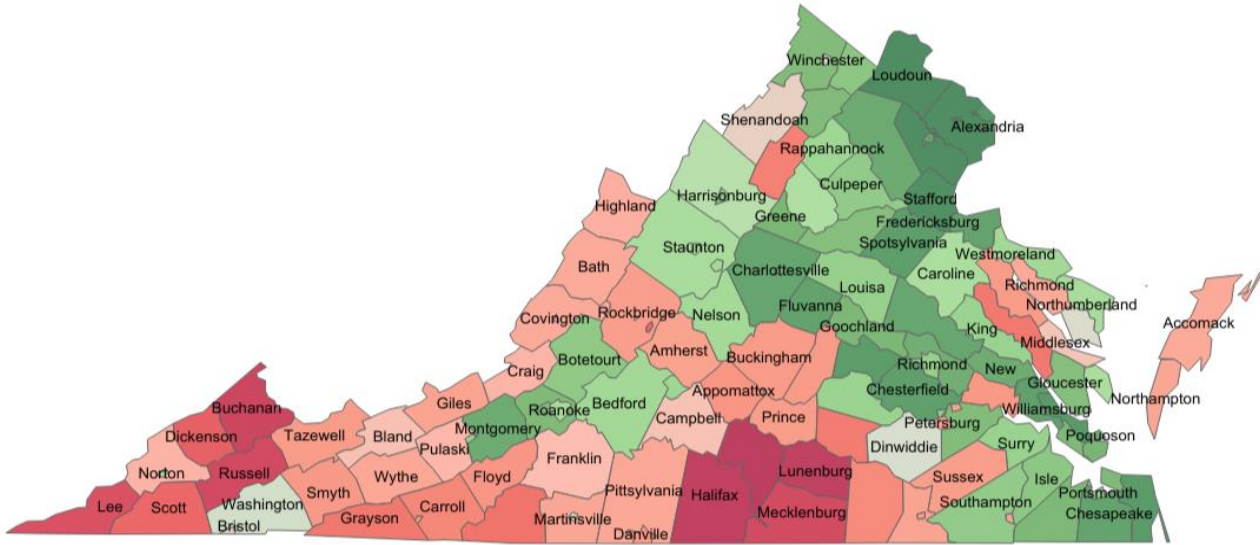 Winchester
Loudoun
Shenandoah
Alexandria
Rappahannock
Culpeper
Harrisonburg
Stafford
Highland
Greene
Fredericksburg
Staunton
Spotsylvania
Westmoreland
Bath
Charlottesville
Caroline
Louisa
Richmond
Northumberland
Fluvanna
Covington
Rockbridge
Nelson
Goochland
King
Accomack
Middlesex
Amherst
Buckingham
Botetourt
Richmond
New
Craig
Gloucester
Chesterfield
Appomattox
Northampton
Giles
Roanoke
Bedford
Williamsburg
Buchanan
Campbell
Prince
Petersburg
Montgomery
Tazewell
Bland
Dickenson
Poquoson
Surry
Dinwiddie
Pulaski
Franklin
Norton
Russell
Lunenburg
Wythe
Floyd
Sussex
Isle
Smyth
Pittsylvania
Halifax
Portsmouth
Washington
Southampton
Lee
Scott
Carroll
Mecklenburg
Chesapeake
Grayson
Martinsville
Bristol
Danville